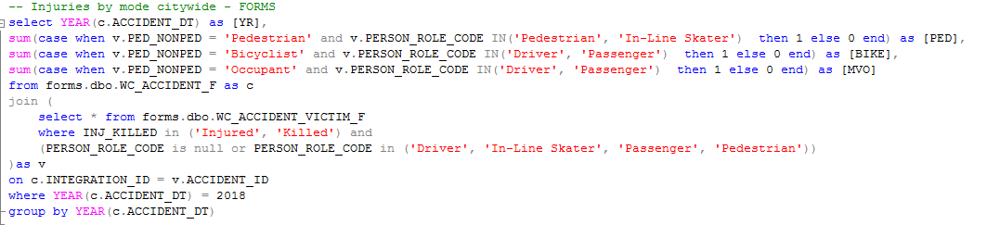 -- Injuries by mode citywide - FORMS
select YEAR(c.ACCIDENT_DT) as [YR],
sum(case when v.PED_NONPED = 'Pedestrian' and v.PERSON_ROLE_CODE IN('Pedestrian', 'In-Line Skater')  then 1 else 0 end) as [PED],
sum(case when v.PED_NONPED = 'Bicyclist' and v.PERSON_ROLE_CODE IN('Driver', 'Passenger')  then 1 else 0 end) as [BIKE],
sum(case when v.PED_NONPED = 'Occupant' and v.PERSON_ROLE_CODE IN('Driver', 'Passenger')  then 1 else 0 end) as [MVO]
from forms.dbo.WC_ACCIDENT_F as c
join (
    select * from forms.dbo.WC_ACCIDENT_VICTIM_F
    where INJ_KILLED in ('Injured', 'Killed') and
    (PERSON_ROLE_CODE is null or PERSON_ROLE_CODE in ('Driver', 'In-Line Skater', 'Passenger', 'Pedestrian'))
)as v
on c.INTEGRATION_ID = v.ACCIDENT_ID
where YEAR(c.ACCIDENT_DT) = 2018
group by YEAR(c.ACCIDENT_DT)